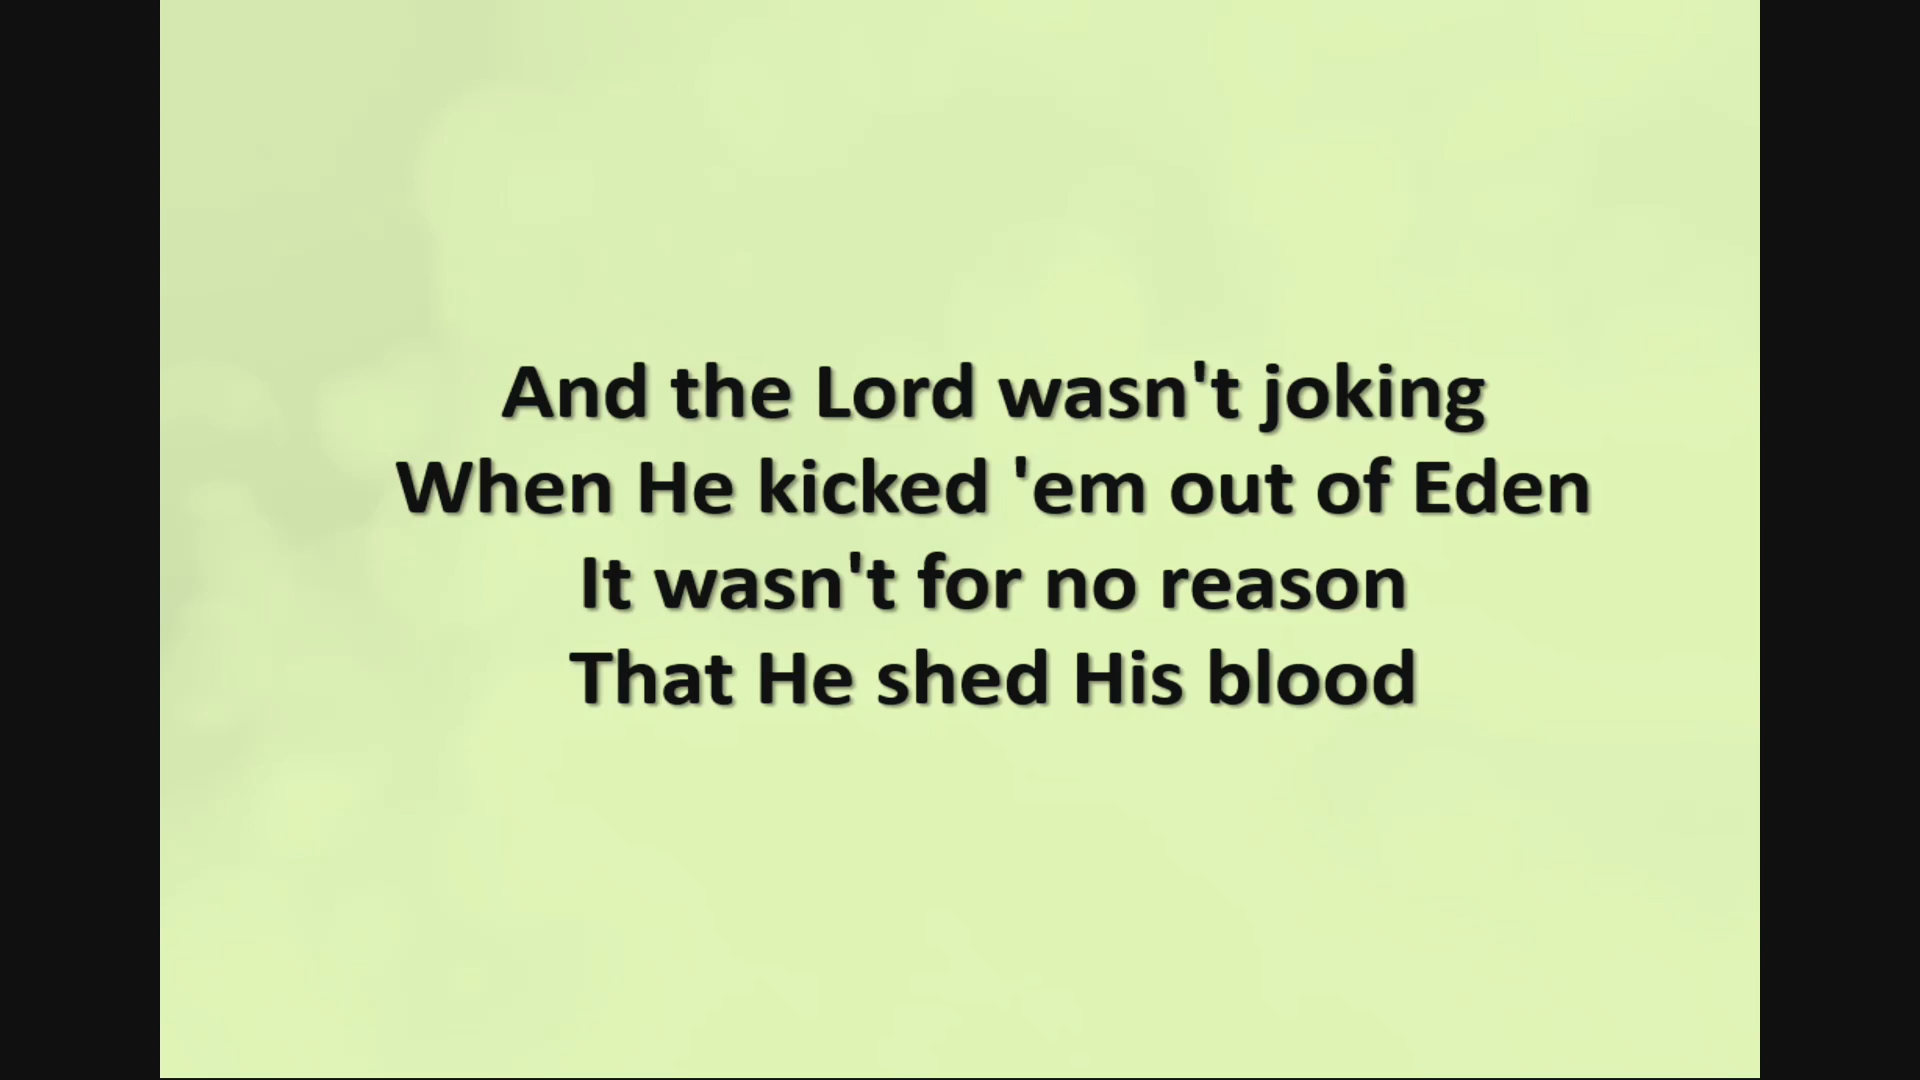 And the Lord wasn't joking
When He kicked 'em out of Eden
It wasn't for no reason
That He shed His blood